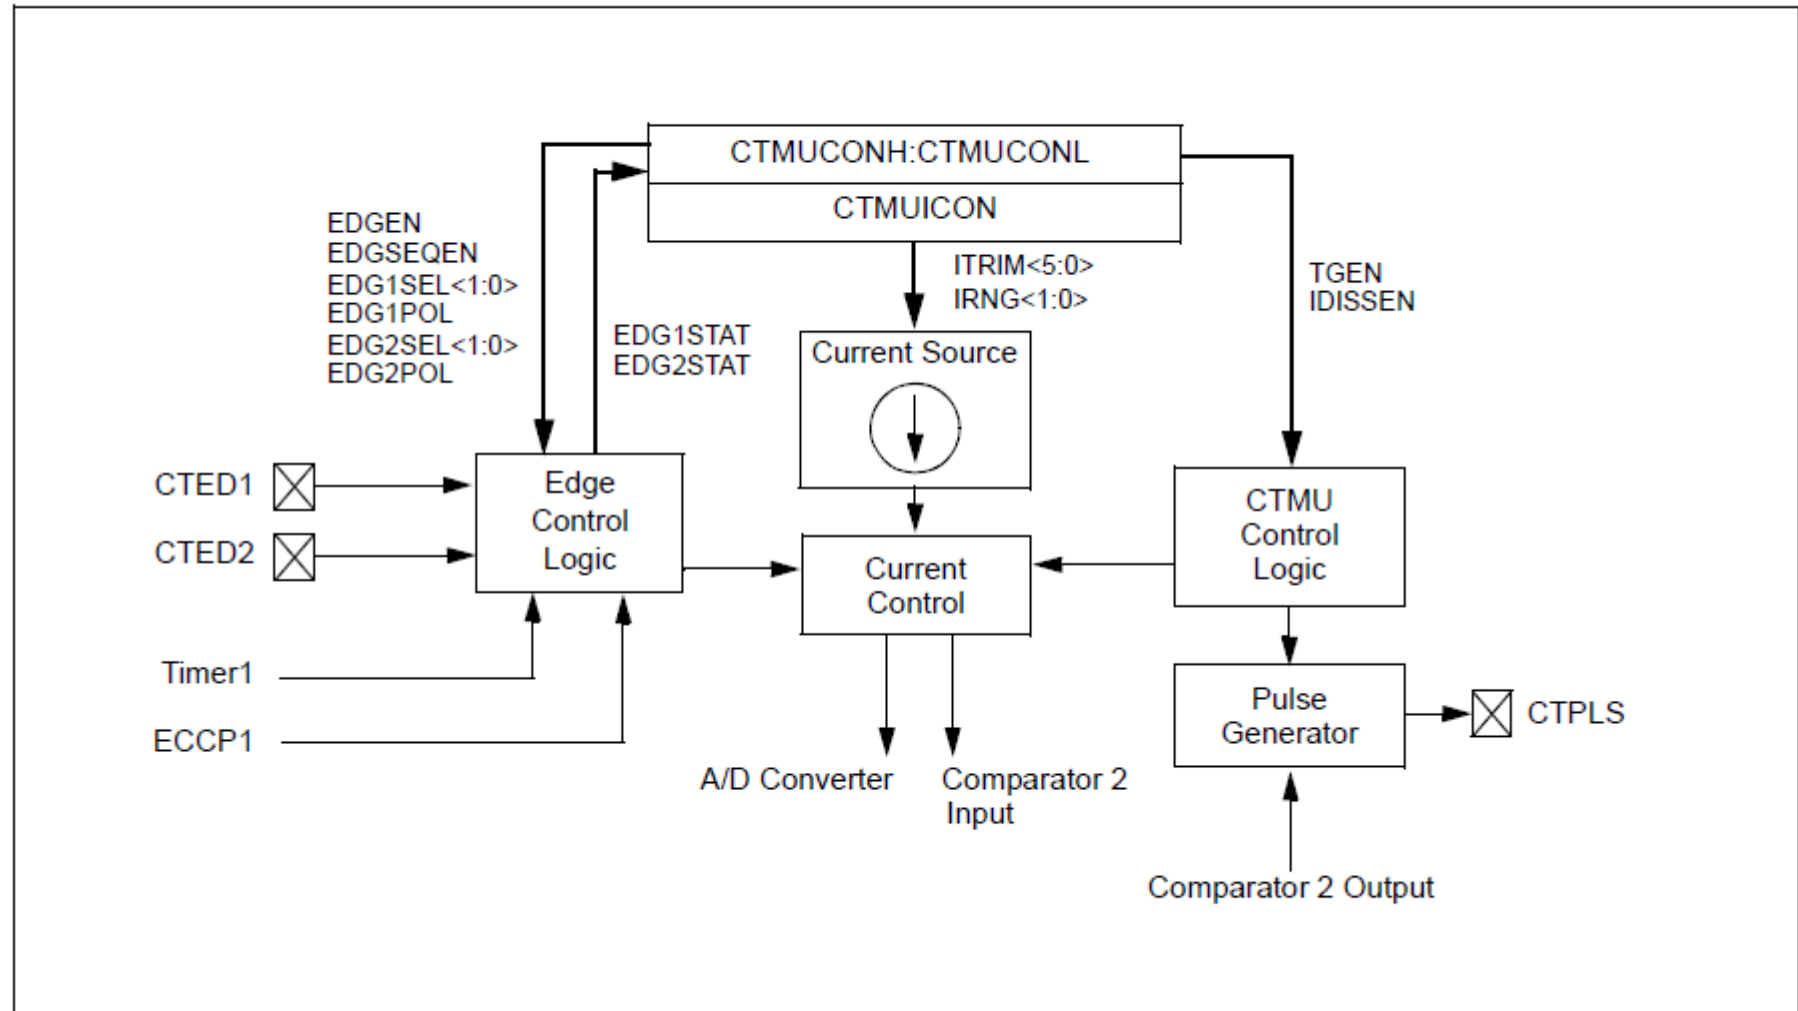 CTMUCONH:CTMUCONL
CTMUICON
EDGEN
EDGSEQEN
EDG1SEL<1:0>
EDG1POL
EDG2SEL<1:0>
EDG2POL
EDG1STAT
EDG2STAT
ITRIM<5:0>
IRNG<1:0>
TGEN
IDISSEN
Current Source
CTED1
CTED2
Edge
Control
Logic
Current
Control
CTMU
Control
Logic
Timer1
ECCP1
A/D Converter
Comparator 2
Input
Pulse
Generator
CTPLS
Comparator 2 Output